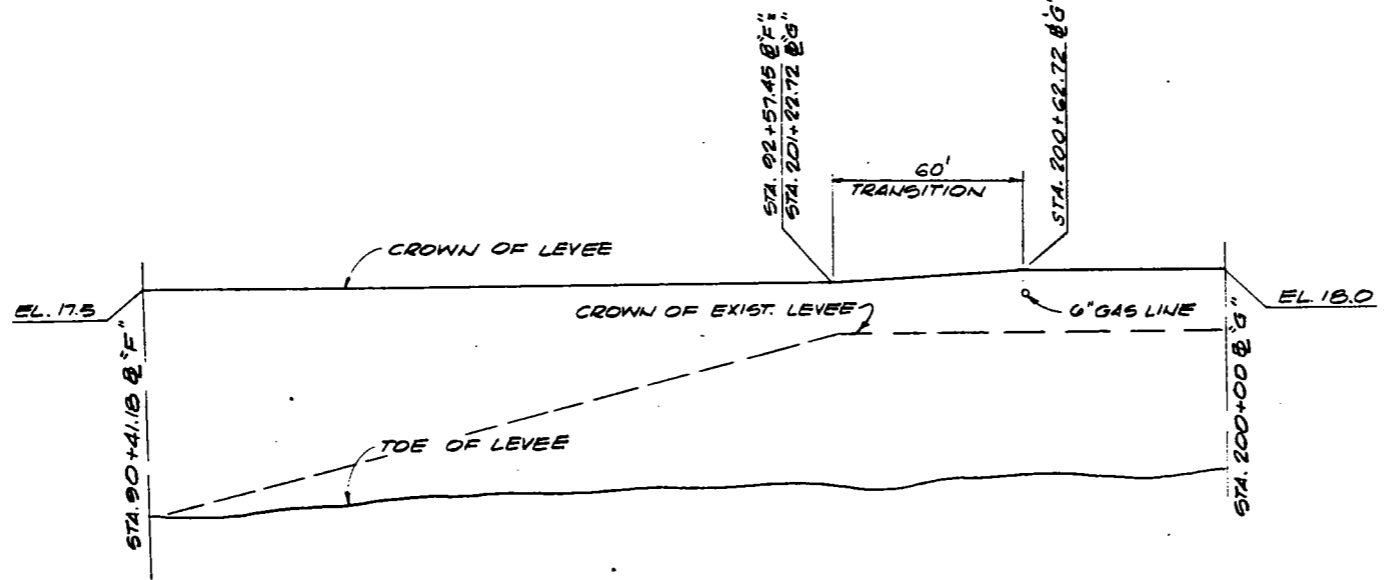 STA. 92+57.45 ℄ "F" =
STA. 201+22.72 ℄ "G"
STA. 200+62.72 ℄ "G"
60'
TRANSITION
CROWN OF LEVEE
EL. 17.5
CROWN OF EXIST. LEVEE
6" GAS LINE
EL. 18.0
STA. 90+41.18 ℄ "F"
TOE OF LEVEE
STA. 200+00 ℄ "G"